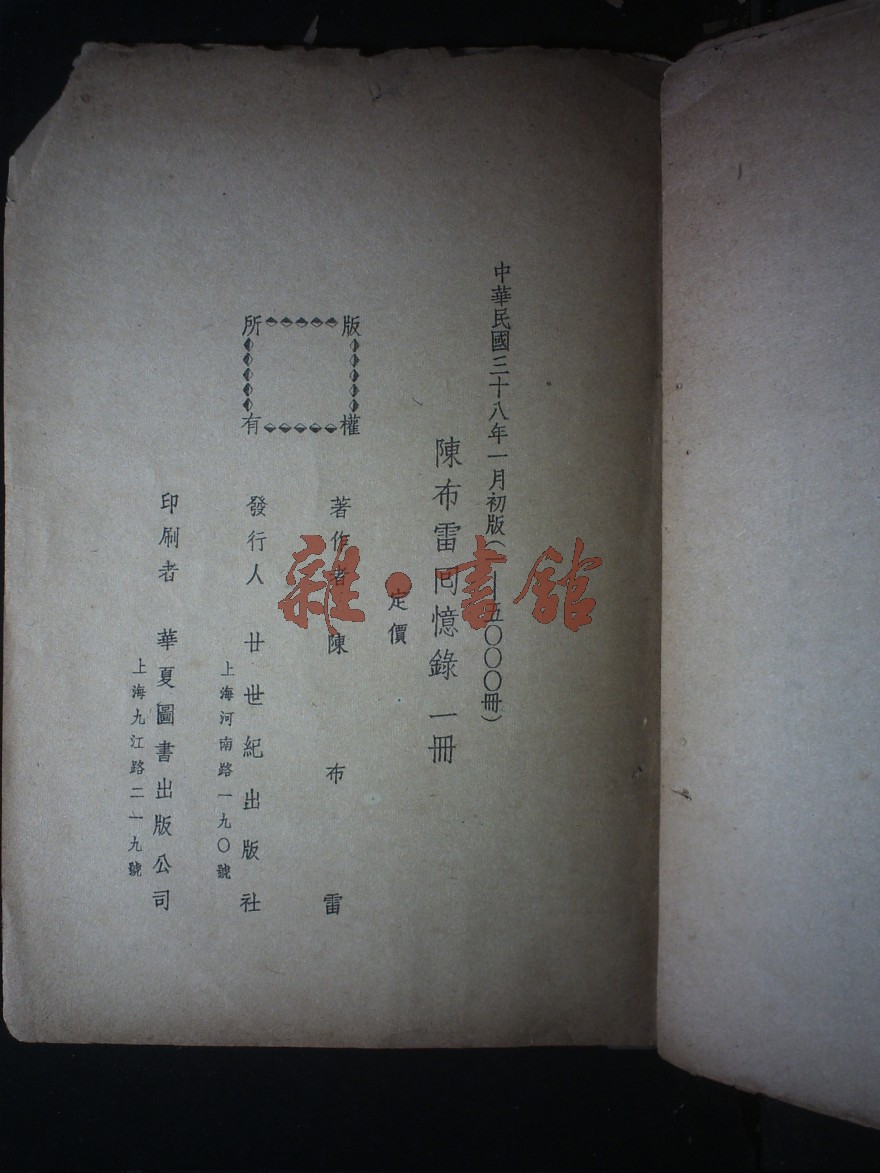 中華民國三十八年一月初版(一—五〇〇〇冊)
陳布雷回憶錄 一冊
定價
版權所有
著作者 陳布雷
發行人 廿世紀出版社
上海河南路一九〇號
印刷者 華夏圖書出版公司
上海九江路二一九號
雜·書館